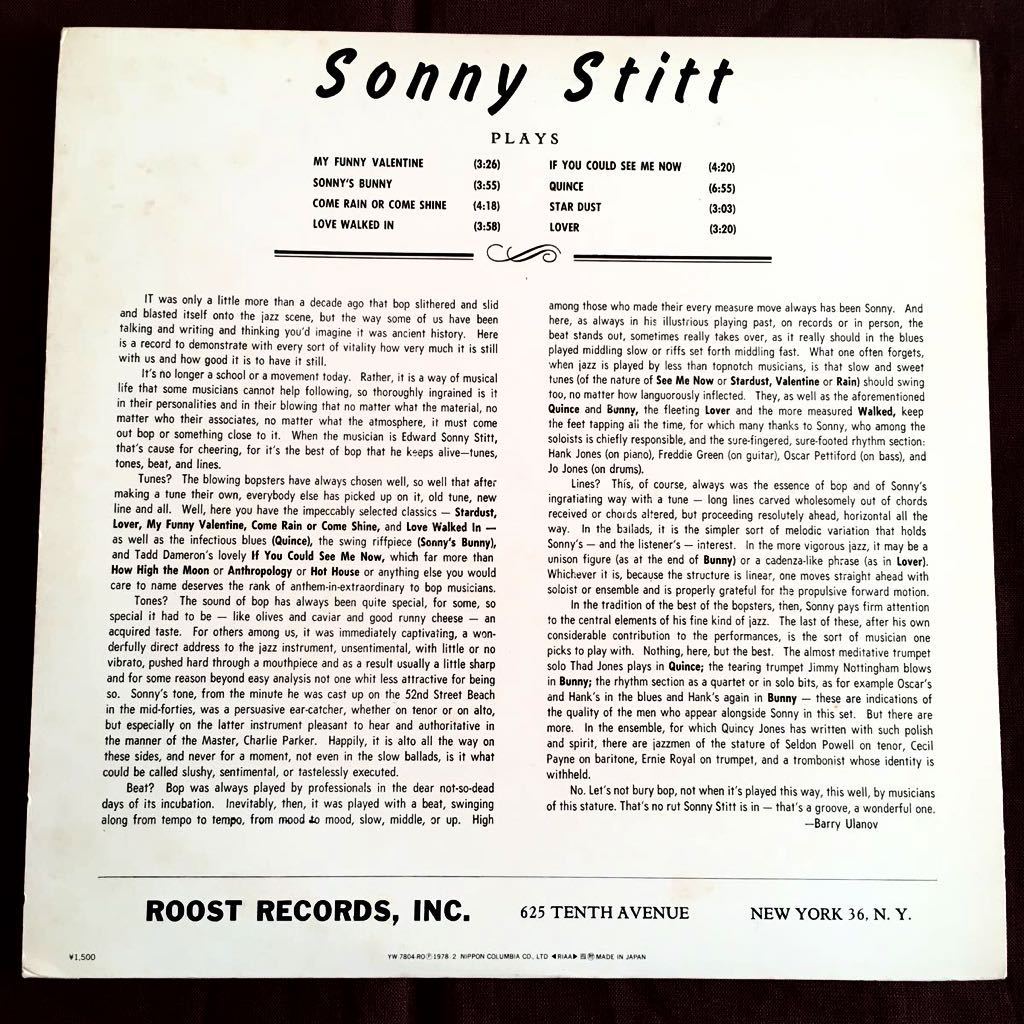 Sonny Stitt
PLAYS
MY FUNNY VALENTINE (3:26)
SONNY'S BUNNY (3:55)
COME RAIN OR COME SHINE (4:18)
LOVE WALKED IN (3:58)
IF YOU COULD SEE ME NOW (4:20)
QUINCE (6:55)
STAR DUST (3:03)
LOVER (3:20)
IT was only a little more than a decade ago that bop slithered and slid
and blasted itself onto the jazz scene, but the way some of us have been
talking and writing and thinking you'd imagine it was ancient history. Here
is a record to demonstrate with every sort of vitality how very much it is still
with us and how good it is to have it still.
It's no longer a school or a movement today. Rather, it is a way of musical
life that some musicians cannot help following, so thoroughly ingrained is it
in their personalities and in their blowing that no matter what the material, no
matter who their associates, no matter what the atmosphere, it must come
out bop or something close to it. When the musician is Edward Sonny Stitt,
that's cause for cheering, for it's the best of bop that he keeps alive—tunes,
tones, beat, and lines.
Tunes? The blowing bopsters have always chosen well, so well that after
making a tune their own, everybody else has picked up on it, old tune, new
line and all. Well, here you have the impeccably selected classics — Stardust,
Lover, My Funny Valentine, Come Rain or Come Shine, and Love Walked In —
as well as the infectious blues (Quince), the swing riffpiece (Sonny's Bunny),
and Tadd Dameron's lovely If You Could See Me Now, which far more than
How High the Moon or Anthropology or Hot House or anything else you would
care to name deserves the rank of anthem-in-extraordinary to bop musicians.
Tones? The sound of bop has always been quite special, for some, so
special it had to be — like olives and caviar and good runny cheese — an
acquired taste. For others among us, it was immediately captivating, a won-
derfully direct address to the jazz instrument, unsentimental, with little or no
vibrato, pushed hard through a mouthpiece and as a result usually a little sharp
and for some reason beyond easy analysis not one whit less attractive for being
so. Sonny's tone, from the minute he was cast up on the 52nd Street Beach
in the mid-forties, was a persuasive ear-catcher, whether on tenor or on alto,
but especially on the latter instrument pleasant to hear and authoritative in
the manner of the Master, Charlie Parker. Happily, it is alto all the way on
these sides, and never for a moment, not even in the slow ballads, is it what
could be called slushy, sentimental, or tastelessly executed.
Beat? Bop was always played by professionals in the dear not-so-dead
days of its incubation. Inevitably, then, it was played with a beat, swinging
along from tempo to tempo, from mood to mood, slow, middle, or up. High
among those who made their every measure move always has been Sonny. And
here, as always in his illustrious playing past, on records or in person, the
beat stands out, sometimes really takes over, as it really should in the blues
played middling slow or riffs set forth middling fast. What one often forgets,
when jazz is played by less than topnotch musicians, is that slow and sweet
tunes (of the nature of See Me Now or Stardust, Valentine or Rain) should swing
too, no matter how languorously inflected. They, as well as the aforementioned
Quince and Bunny, the fleeting Lover and the more measured Walked, keep
the feet tapping all the time, for which many thanks to Sonny, who among the
soloists is chiefly responsible, and the sure-fingered, sure-footed rhythm section:
Hank Jones (on piano), Freddie Green (on guitar), Oscar Pettiford (on bass), and
Jo Jones (on drums).
Lines? This, of course, always was the essence of bop and of Sonny's
ingratiating way with a tune — long lines carved wholesomely out of chords
received or chords altered, but proceeding resolutely ahead, horizontal all the
way. In the ballads, it is the simpler sort of melodic variation that holds
Sonny's — and the listener's — interest. In the more vigorous jazz, it may be a
unison figure (as at the end of Bunny) or a cadenza-like phrase (as in Lover).
Whichever it is, because the structure is linear, one moves straight ahead with
soloist or ensemble and is properly grateful for the propulsive forward motion.
In the tradition of the best of the bopsters, then, Sonny pays firm attention
to the central elements of his fine kind of jazz. The last of these, after his own
considerable contribution to the performances, is the sort of musician one
picks to play with. Nothing, here, but the best. The almost meditative trumpet
solo Thad Jones plays in Quince; the tearing trumpet Jimmy Nottingham blows
in Bunny; the rhythm section as a quartet or in solo bits, as for example Oscar's
and Hank's in the blues and Hank's again in Bunny — these are indications of
the quality of the men who appear alongside Sonny in this set. But there are
more. In the ensemble, for which Quincy Jones has written with such polish
and spirit, there are jazzmen of the stature of Seldon Powell on tenor, Cecil
Payne on baritone, Ernie Royal on trumpet, and a trombonist whose identity is
withheld.
No. Let's not bury bop, not when it's played this way, this well, by musicians
of this stature. That's no rut Sonny Stitt is in — that's a groove, a wonderful one.
—Barry Ulanov
ROOST RECORDS, INC. 625 TENTH AVENUE NEW YORK 36, N. Y.
¥1,500 YW-7804-RO Ⓟ1978·2 NIPPON COLUMBIA CO., LTD ◀RIAA▶ MADE IN JAPAN